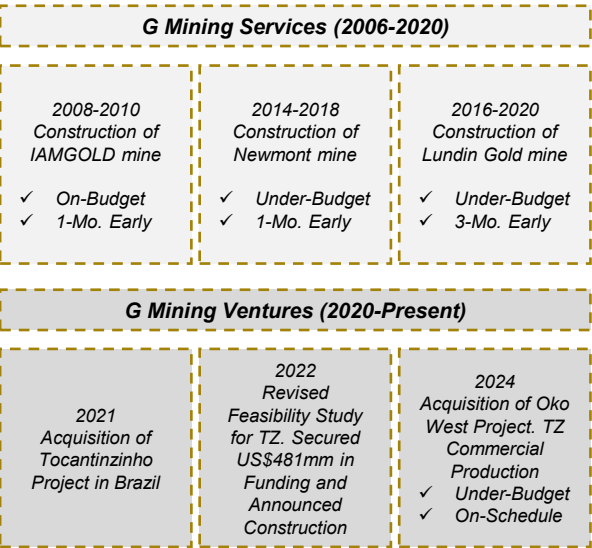 G Mining Services (2006-2020)
2008-2010
Construction of
IAMGOLD mine
✓ On-Budget
✓ 1-Mo. Early
2014-2018
Construction of
Newmont mine
✓ Under-Budget
✓ 1-Mo. Early
2016-2020
Construction of
Lundin Gold mine
✓ Under-Budget
✓ 3-Mo. Early
G Mining Ventures (2020-Present)
2021
Acquisition of
Tocantinzinho
Project in Brazil
2022
Revised
Feasibility Study
for TZ. Secured
US$481mm in
Funding and
Announced
Construction
2024
Acquisition of Oko
West Project. TZ
Commercial
Production
✓ Under-Budget
✓ On-Schedule